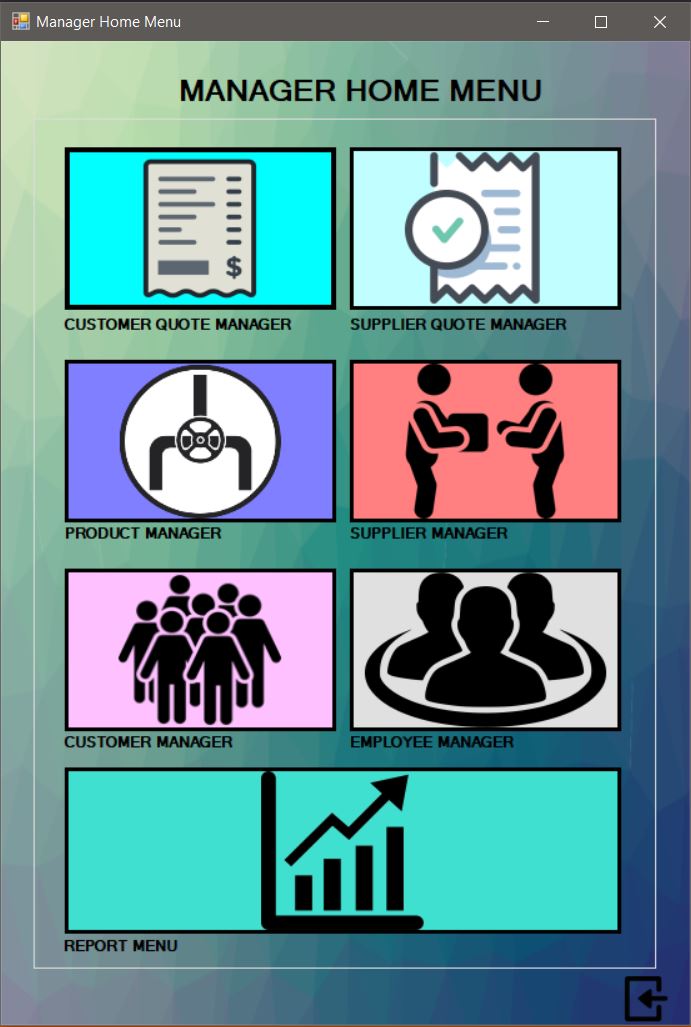 Manager Home Menu
MANAGER HOME MENU
$
CUSTOMER QUOTE MANAGER
SUPPLIER QUOTE MANAGER
PRODUCT MANAGER
SUPPLIER MANAGER
CUSTOMER MANAGER
EMPLOYEE MANAGER
REPORT MENU